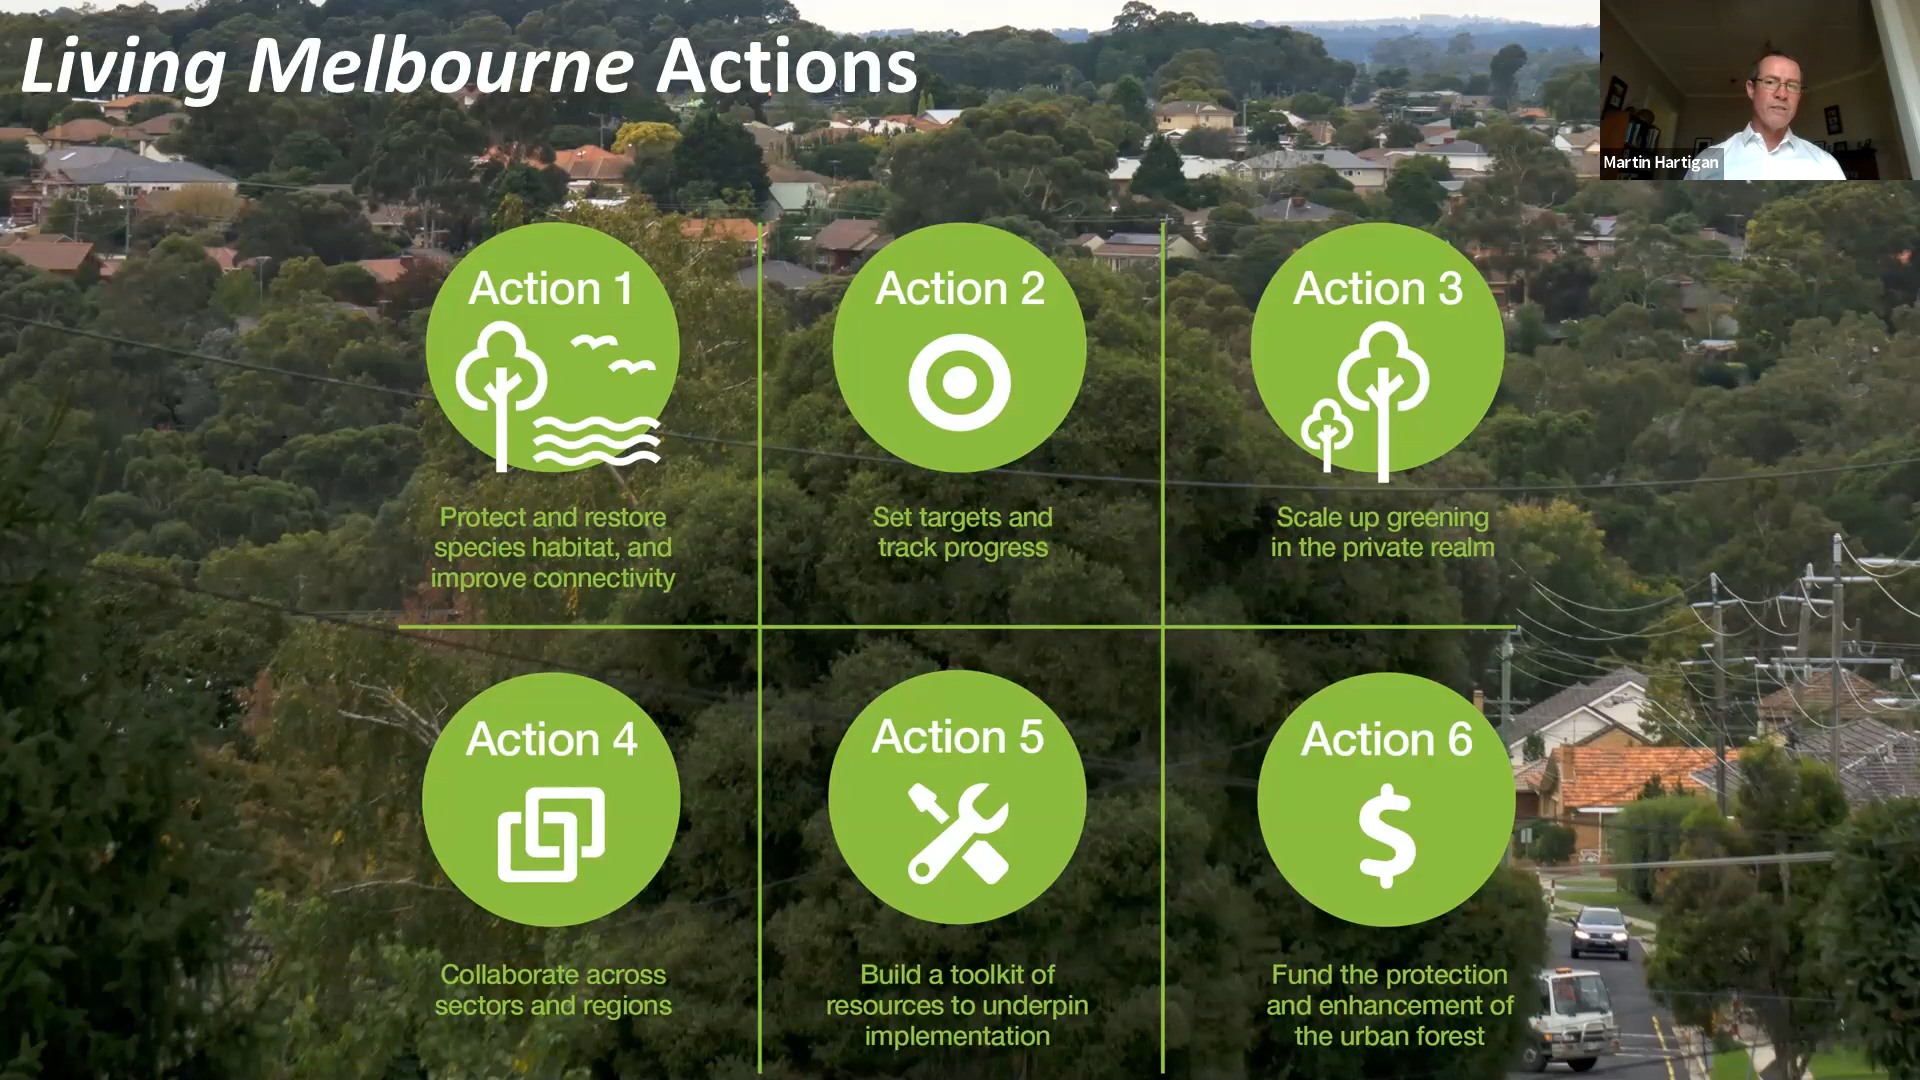 Living Melbourne Actions
Martin Hartigan
Action 1
Protect and restore
species habitat, and
improve connectivity
Action 2
Set targets and
track progress
Action 3
Scale up greening
in the private realm
Action 4
Collaborate across
sectors and regions
Action 5
Build a toolkit of
resources to underpin
implementation
Action 6
$
Fund the protection
and enhancement of
the urban forest